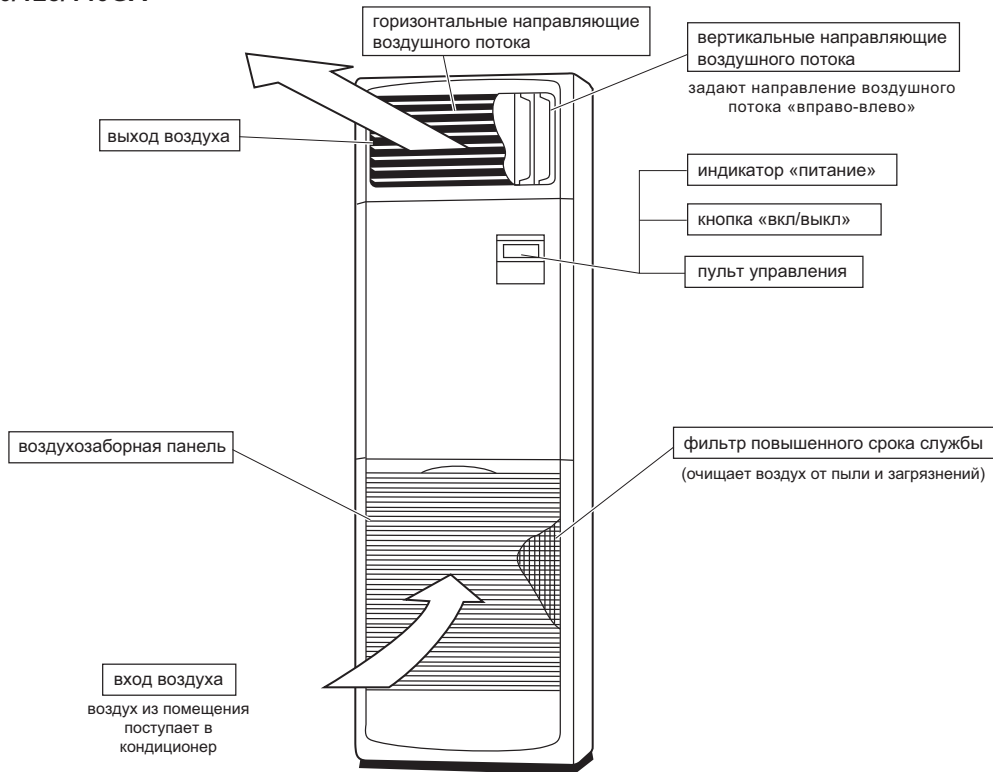 горизонтальные направляющие
воздушного потока
вертикальные направляющие
воздушного потока
задают направление воздушного
потока «вправо-влево»
выход воздуха
индикатор «питание»
кнопка «вкл/выкл»
пульт управления
воздухозаборная панель
фильтр повышенного срока службы
(очищает воздух от пыли и загрязнений)
вход воздуха
воздух из помещения
поступает в
кондиционер